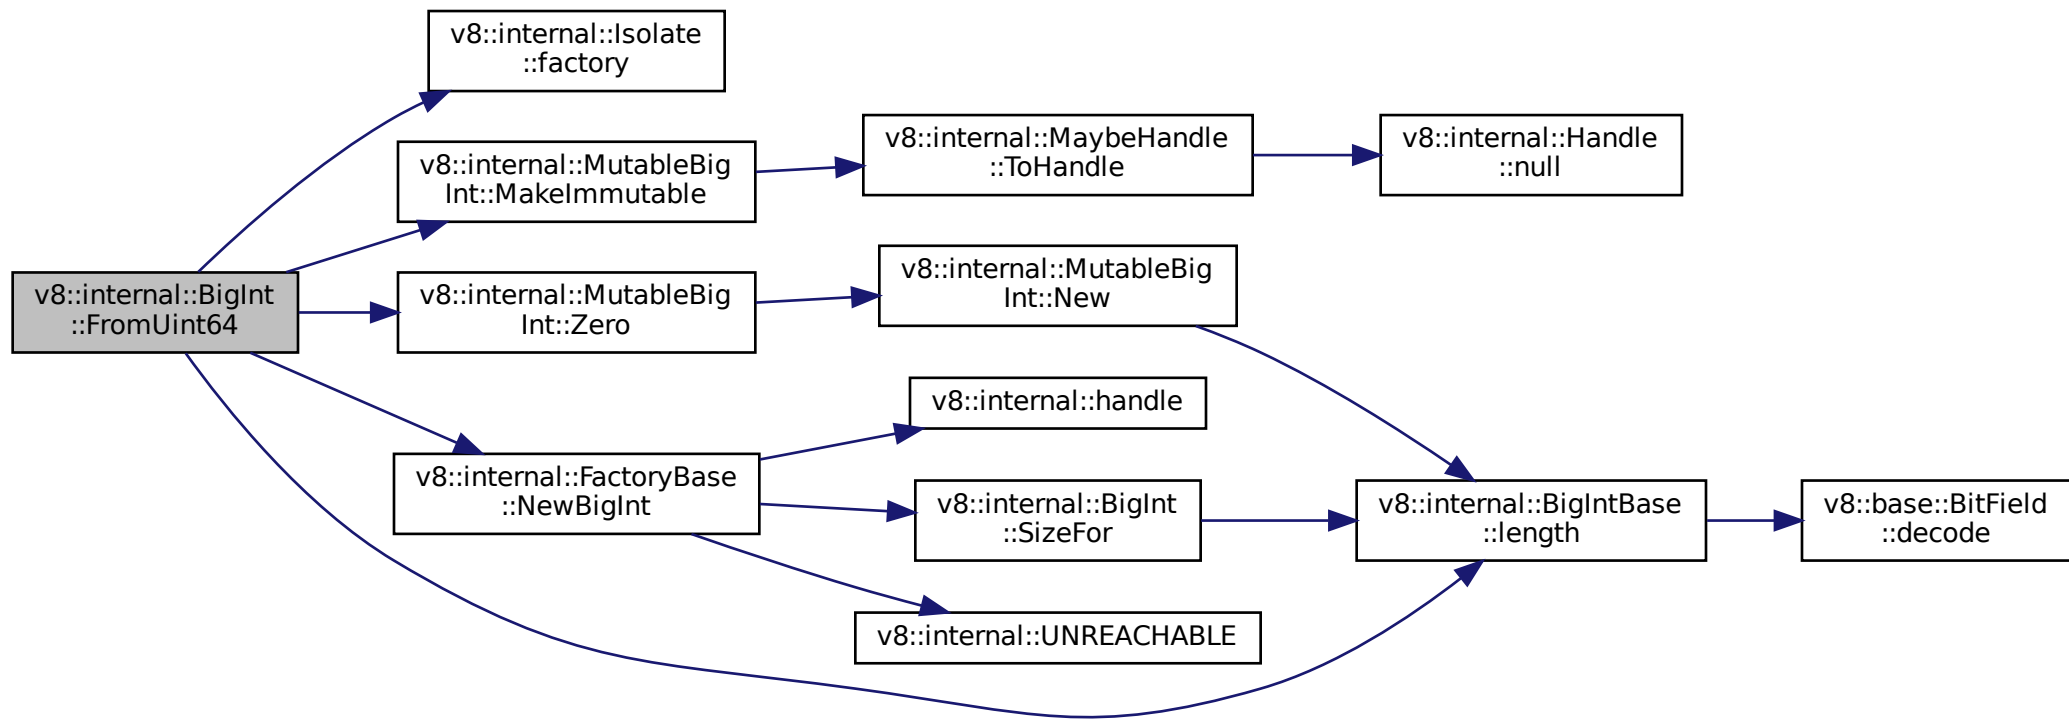 v8::internal::Isolate
::factory
v8::internal::MutableBig
Int::MakeImmutable
v8::internal::MaybeHandle
::ToHandle
v8::internal::Handle
::null
v8::internal::BigInt
::FromUint64
v8::internal::MutableBig
Int::Zero
v8::internal::MutableBig
Int::New
v8::internal::handle
v8::internal::FactoryBase
::NewBigInt
v8::internal::BigInt
::SizeFor
v8::internal::BigIntBase
::length
v8::base::BitField
::decode
v8::internal::UNREACHABLE